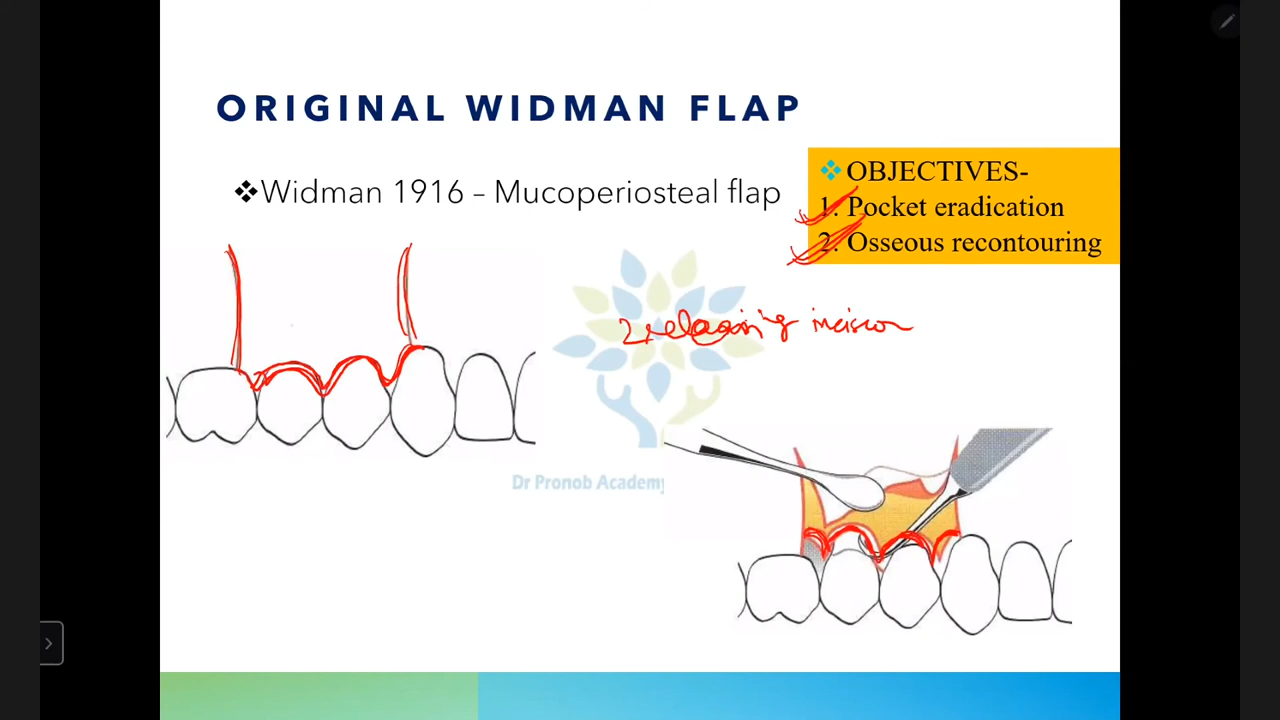 ORIGINAL WIDMAN FLAP
❖Widman 1916 – Mucoperiosteal flap
❖OBJECTIVES-
1. Pocket eradication
2. Osseous recontouring
2 releasing incision
Dr Pronob Academy